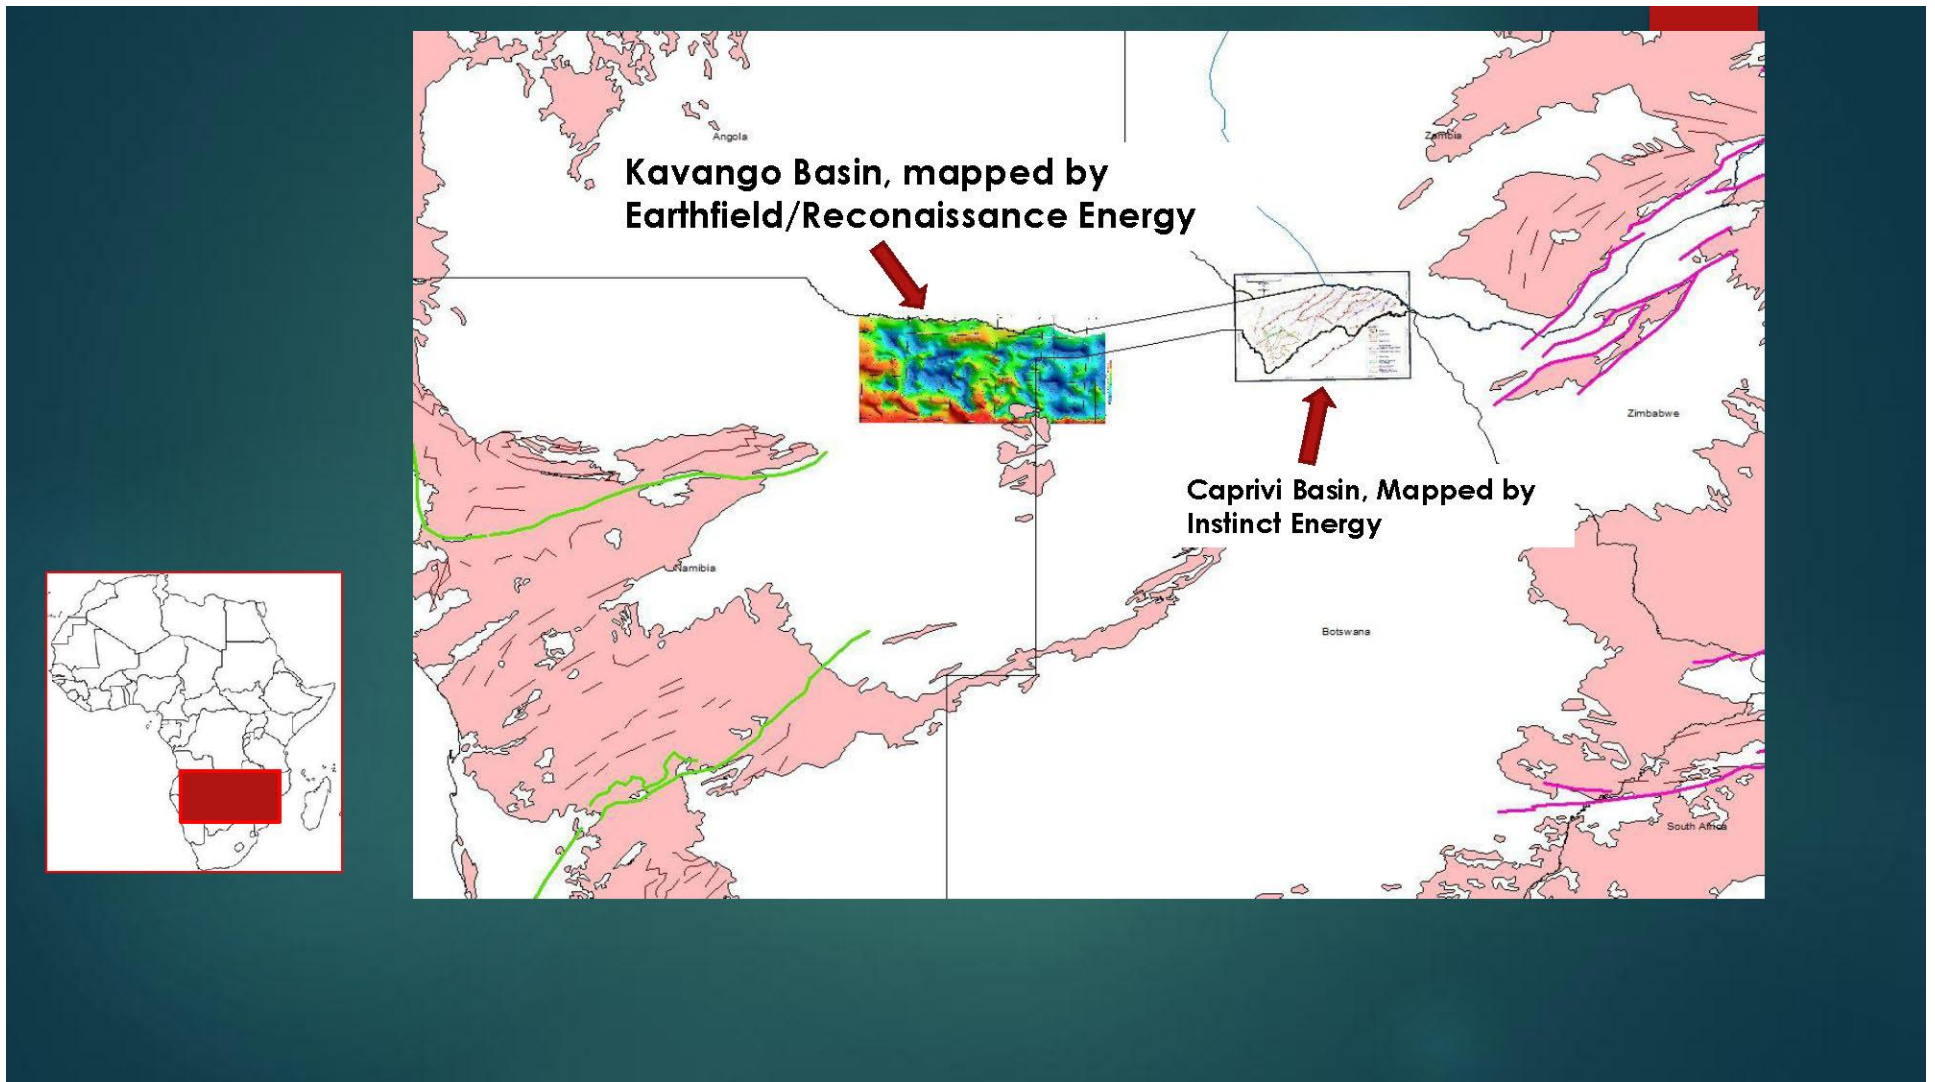 Angola
Zambia
Kavango Basin, mapped by
Earthfield/Reconaissance Energy
Zimbabwe
Caprivi Basin, Mapped by
Instinct Energy
Namibia
Botswana
South Africa